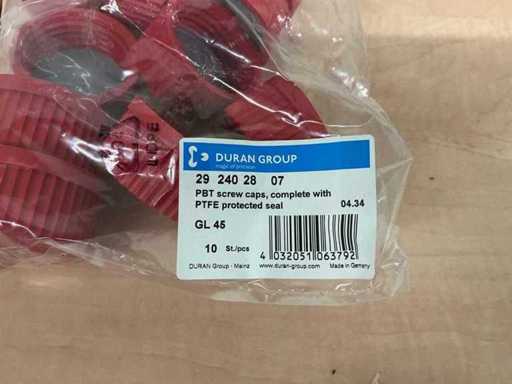 DURAN GROUP
magic of precision
29 240 28 07
PBT screw caps, complete with
PTFE protected seal
04.34
GL 45
10 St./pcs
4 032051 063792
DURAN Group - Mainz www.duran-group.com Made in Germany